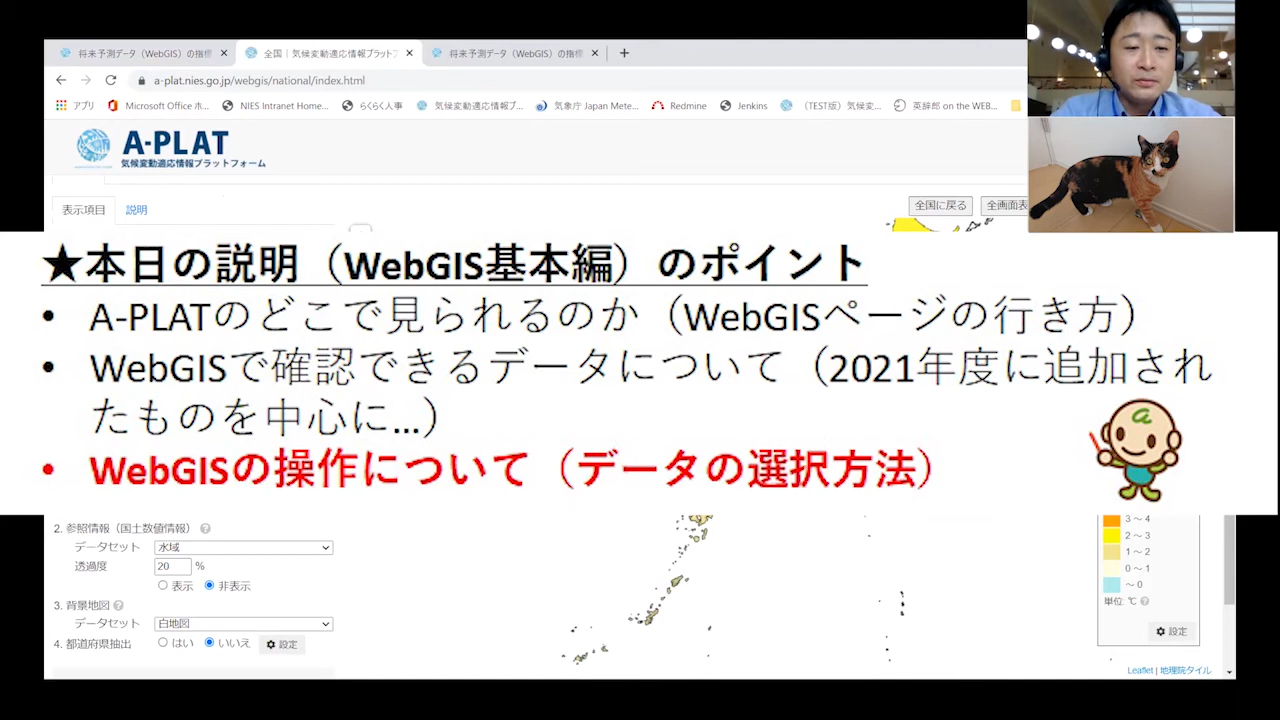 将来予測データ（WebGIS）の指標
全国｜気候変動適応情報プラットフ
将来予測データ（WebGIS）の指標
a-plat.nies.go.jp/webgis/national/index.html
アプリ
Microsoft Office ホ...
NIES Intranet Home...
らくらく人事
気候変動適応情報プ...
気象庁 Japan Mete...
Redmine
Jenkins
（TEST版）気候変...
英辞郎 on the WEB...
A-PLAT
気候変動適応情報プラットフォーム
表示項目 説明
全国に戻る 全画面表
★本日の説明（WebGIS基本編）のポイント
• A-PLATのどこで見られるのか（WebGISページの行き方）
• WebGISで確認できるデータについて（2021年度に追加され
たものを中心に...）
• WebGISの操作について（データの選択方法）
2. 参照情報（国土数値情報）
データセット 水域
透過度 20 %
表示 非表示
3. 背景地図
データセット 白地図
4. 都道府県抽出 はい いいえ 設定
3 ～ 4
2 ～ 3
1 ～ 2
0 ～ 1
～ 0
単位: ℃
設定
Leaflet | 地理院タイル